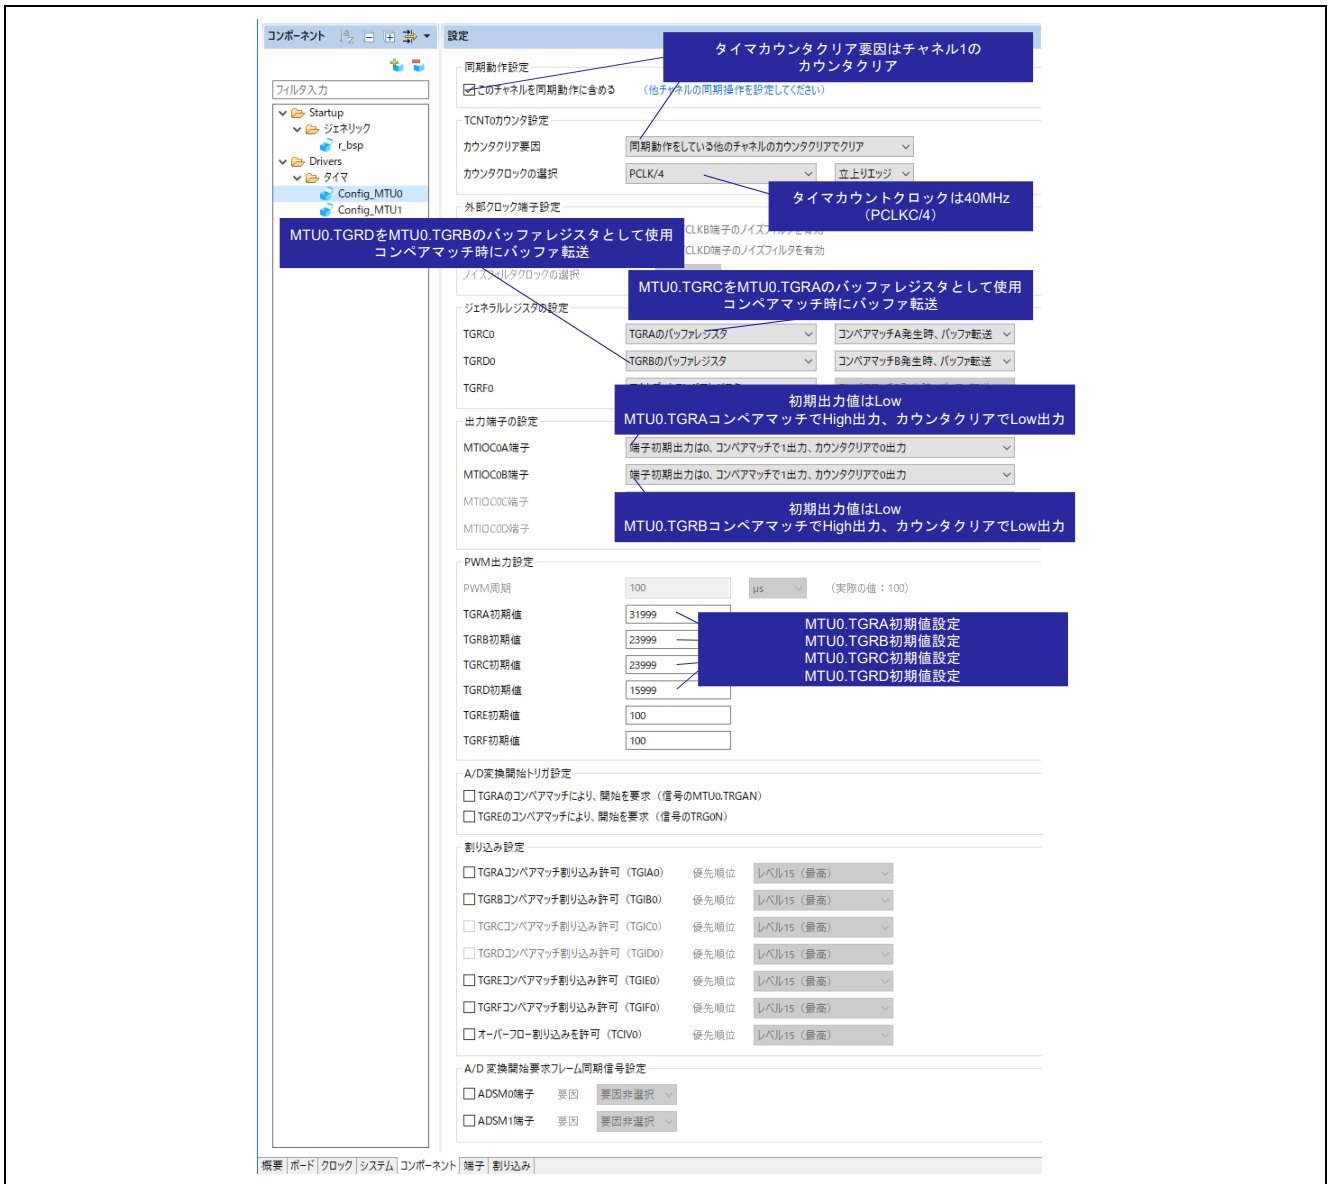 コンポーネント
設定
タイマカウンタクリア要因はチャネル1の
カウンタクリア
同期動作設定
フィルタ入力
このチャネルを同期動作に含める (他チャネルの同期操作を設定してください)
Startup
ジェネリック
r_bsp
Drivers
タイマ
Config_MTU0
Config_MTU1
TCNT0カウンタ設定
カウンタクリア要因 同期動作をしている他のチャネルのカウンタクリアでクリア
カウンタクロックの選択 PCLK/4 立上りエッジ
タイマカウントクロックは40MHz
(PCLKC/4)
外部クロック端子設定
MTU0.TGRDをMTU0.TGRBのバッファレジスタとして使用
コンペアマッチ時にバッファ転送
CLKB端子のノイズフィルタを有効
CLKD端子のノイズフィルタを有効
ノイズフィルタクロックの選択
MTU0.TGRCをMTU0.TGRAのバッファレジスタとして使用
コンペアマッチ時にバッファ転送
ジェネラルレジスタの設定
TGRC0 TGRAのバッファレジスタ コンペアマッチA発生時、バッファ転送
TGRD0 TGRBのバッファレジスタ コンペアマッチB発生時、バッファ転送
TGRF0
初期出力値はLow
MTU0.TGRAコンペアマッチでHigh出力、カウンタクリアでLow出力
出力端子の設定
MTIOC0A端子 端子初期出力は0、コンペアマッチで1出力、カウンタクリアで0出力
MTIOC0B端子 端子初期出力は0、コンペアマッチで1出力、カウンタクリアで0出力
MTIOC0C端子
MTIOC0D端子
初期出力値はLow
MTU0.TGRBコンペアマッチでHigh出力、カウンタクリアでLow出力
PWM出力設定
PWM周期 100 μs (実際の値：100)
TGRA初期値 31999
TGRB初期値 23999
TGRC初期値 23999
TGRD初期値 15999
TGRE初期値 100
TGRF初期値 100
MTU0.TGRA初期値設定
MTU0.TGRB初期値設定
MTU0.TGRC初期値設定
MTU0.TGRD初期値設定
A/D変換開始トリガ設定
TGRAのコンペアマッチにより、開始を要求 (信号のMTU0.TRGAN)
TGREのコンペアマッチにより、開始を要求 (信号のTRG0N)
割り込み設定
TGRAコンペアマッチ割り込み許可 (TGIA0) 優先順位 レベル15 (最高)
TGRBコンペアマッチ割り込み許可 (TGIB0) 優先順位 レベル15 (最高)
TGRCコンペアマッチ割り込み許可 (TGIC0) 優先順位 レベル15 (最高)
TGRDコンペアマッチ割り込み許可 (TGID0) 優先順位 レベル15 (最高)
TGREコンペアマッチ割り込み許可 (TGIE0) 優先順位 レベル15 (最高)
TGRFコンペアマッチ割り込み許可 (TGIF0) 優先順位 レベル15 (最高)
オーバーフロー割り込みを許可 (TCIV0) 優先順位 レベル15 (最高)
A/D 変換開始要求フレーム同期信号設定
ADSM0端子 要因 要因非選択
ADSM1端子 要因 要因非選択
概要 ボード クロック システム コンポーネント 端子 割り込み